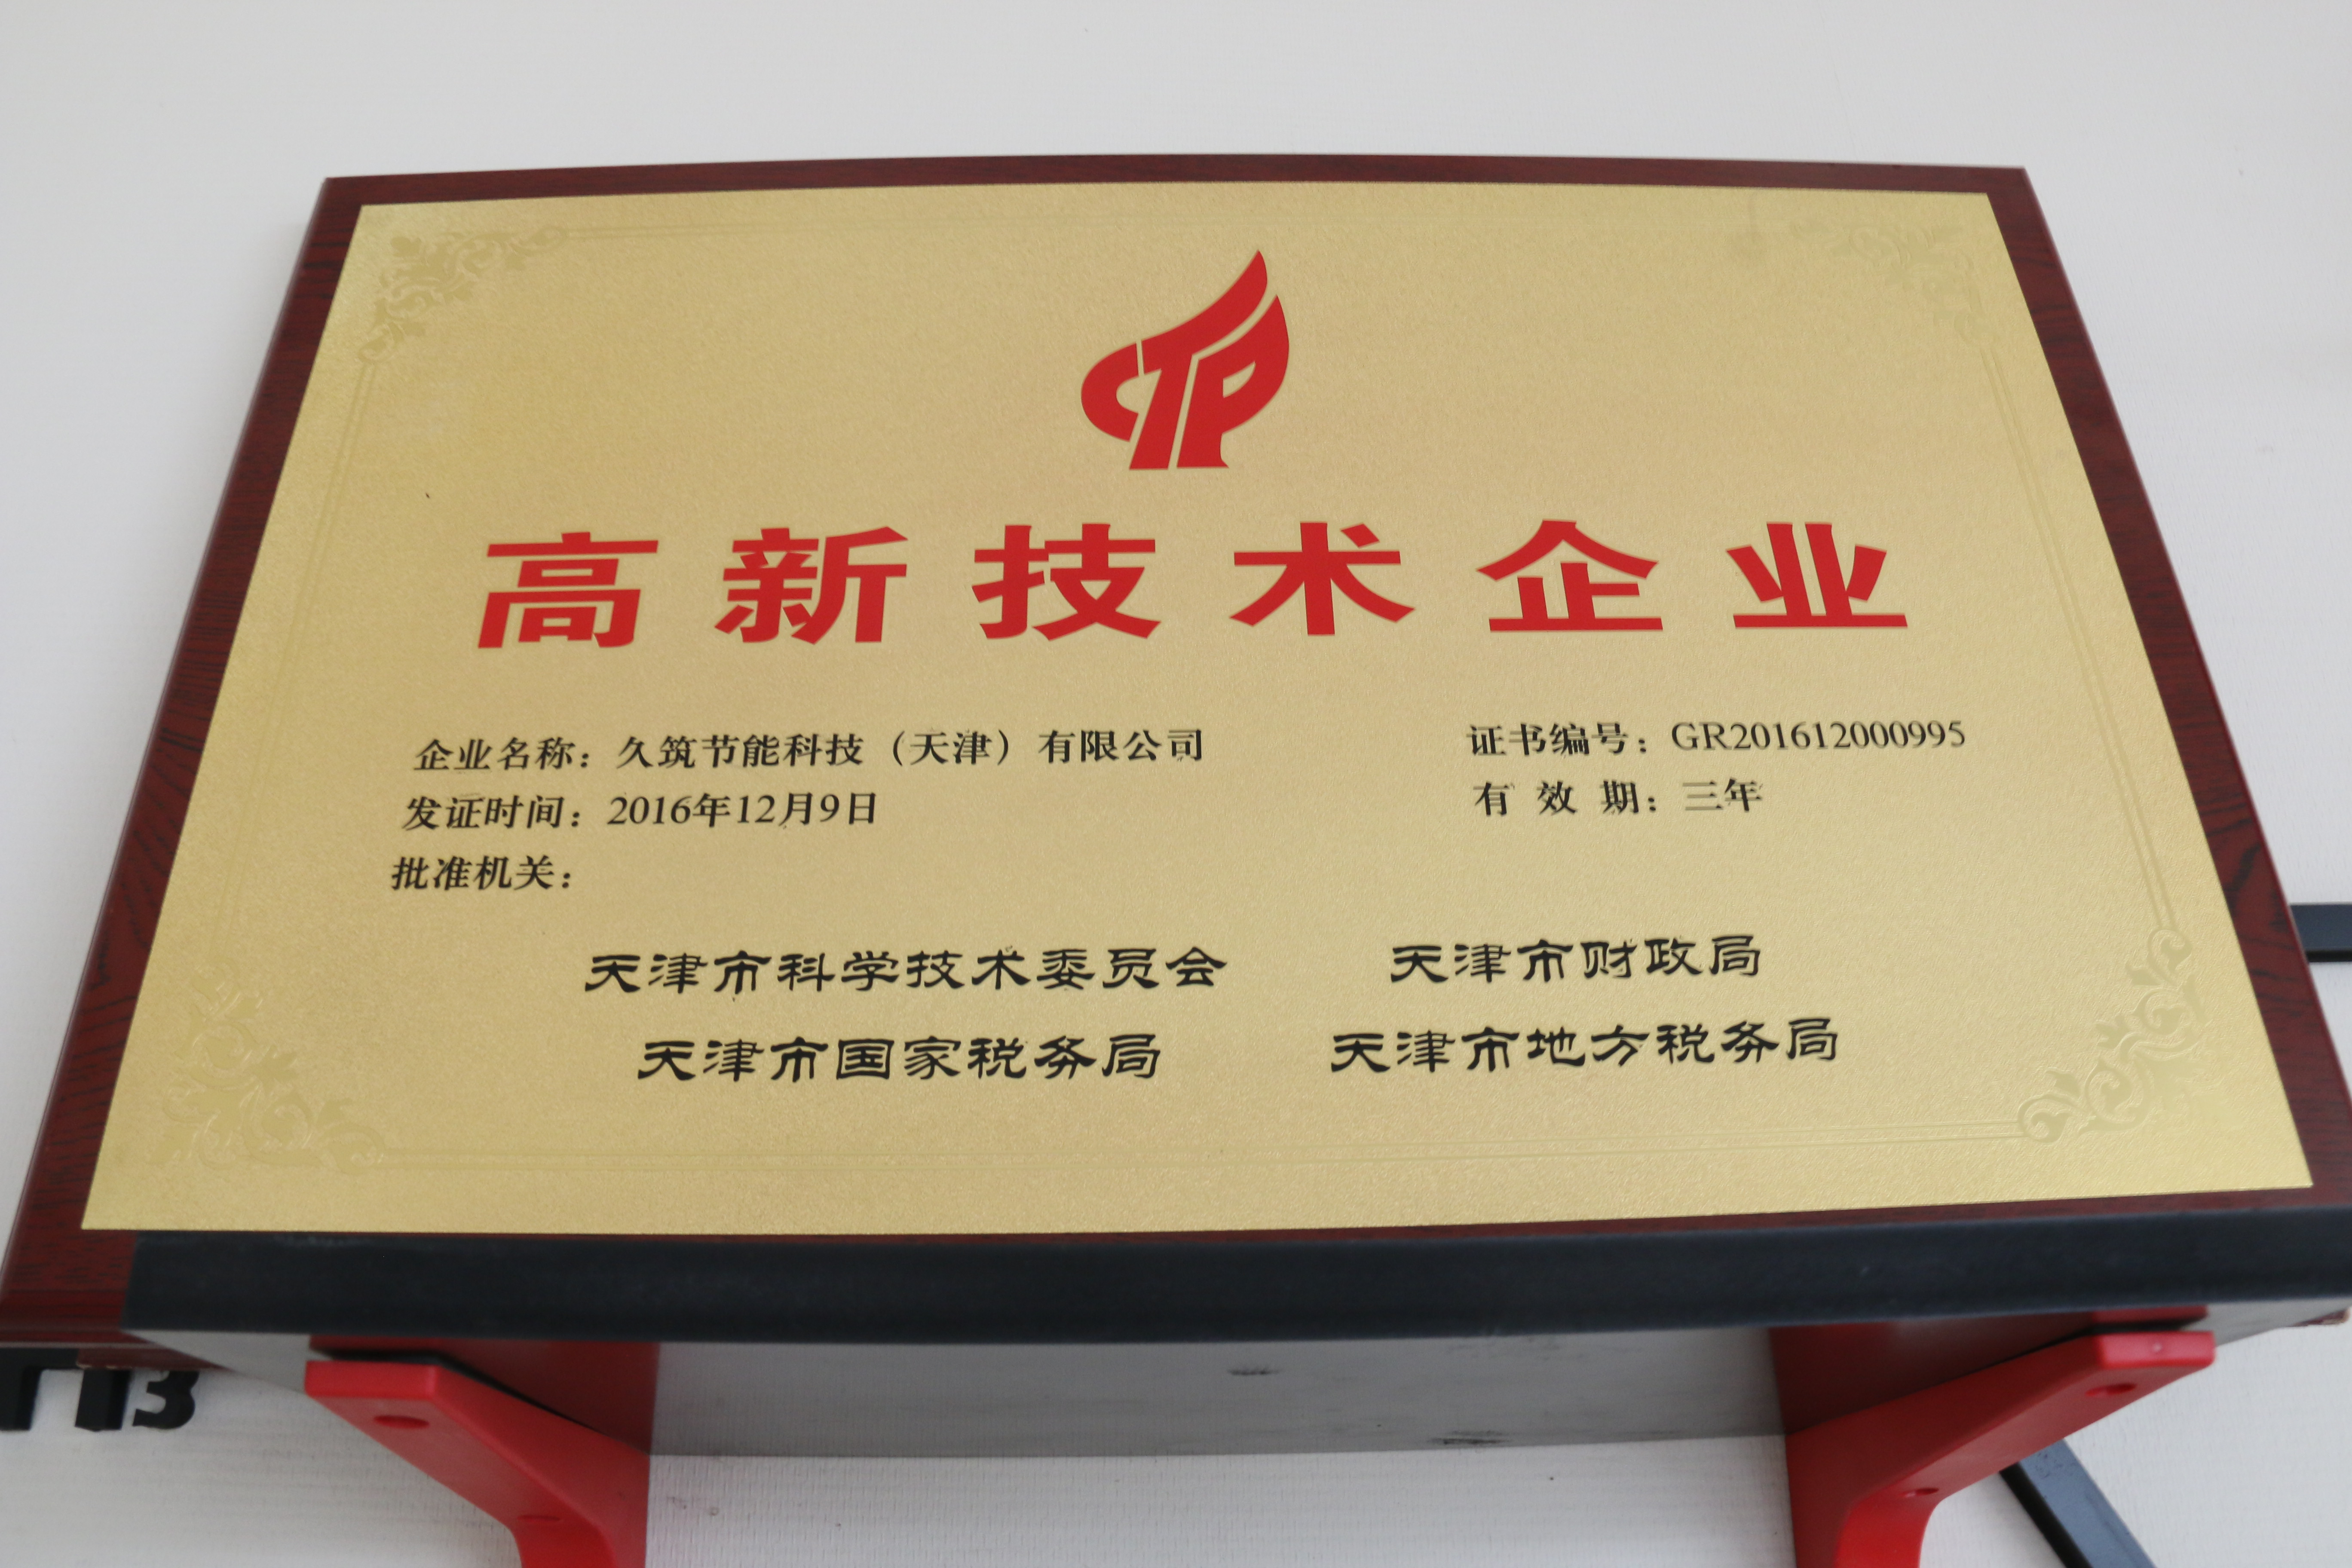 CTP
高新技术企业
企业名称：久筑节能科技（天津）有限公司
证书编号：GR201612000995
发证时间：2016年12月9日
有 效 期：三年
批准机关：
天津市科学技术委员会
天津市财政局
天津市国家税务局
天津市地方税务局